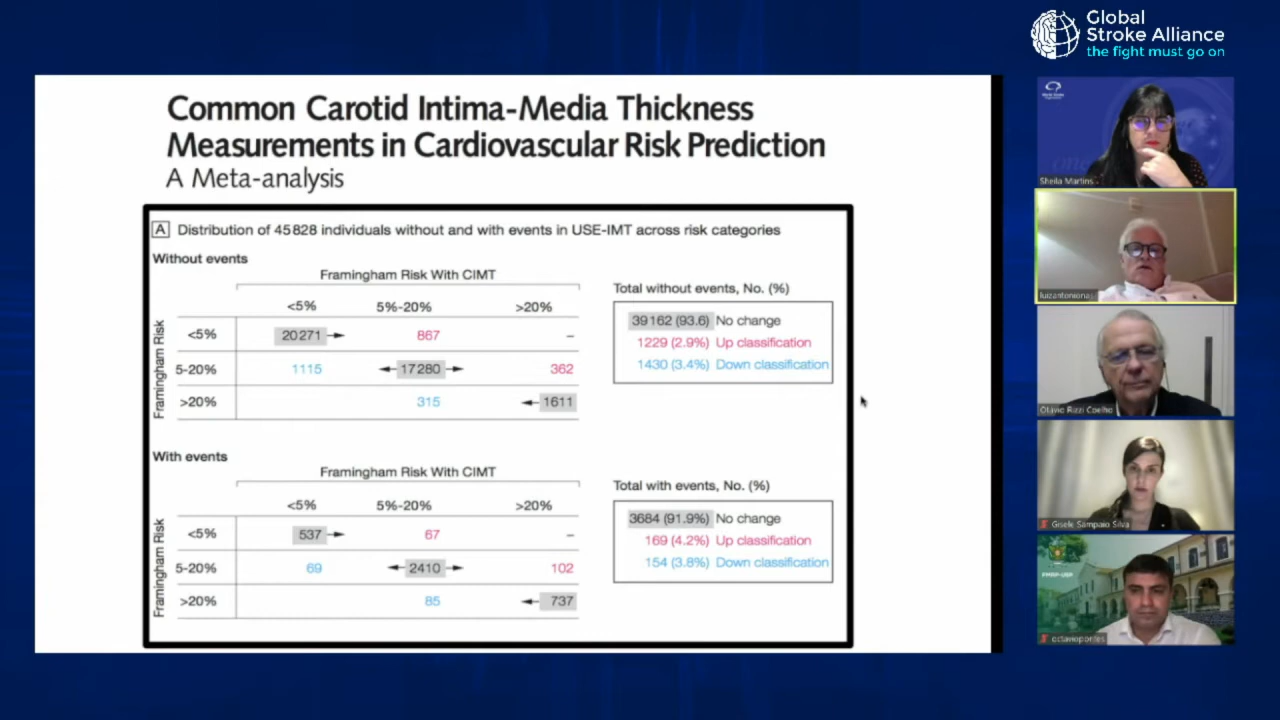 Global
Stroke Alliance
the fight must go on
Common Carotid Intima-Media Thickness
Measurements in Cardiovascular Risk Prediction
A Meta-analysis
A Distribution of 45 828 individuals without and with events in USE-IMT across risk categories
Without events
Framingham Risk With CIMT
<5% 5%-20% >20%
Framingham Risk
<5% 20271 867 –
5-20% 1115 17280 362
>20% 315 1611
Total without events, No. (%)
39162 (93.6) No change
1229 (2.9%) Up classification
1430 (3.4%) Down classification
With events
Framingham Risk With CIMT
<5% 5%-20% >20%
Framingham Risk
<5% 537 67 –
5-20% 69 2410 102
>20% 85 737
Total with events, No. (%)
3684 (91.9%) No change
169 (4.2%) Up classification
154 (3.8%) Down classification
Sheila Martins
Otavio Rizzi Coelho
Gisele Sampaio Silva
FMRP-USP
octaviopontes